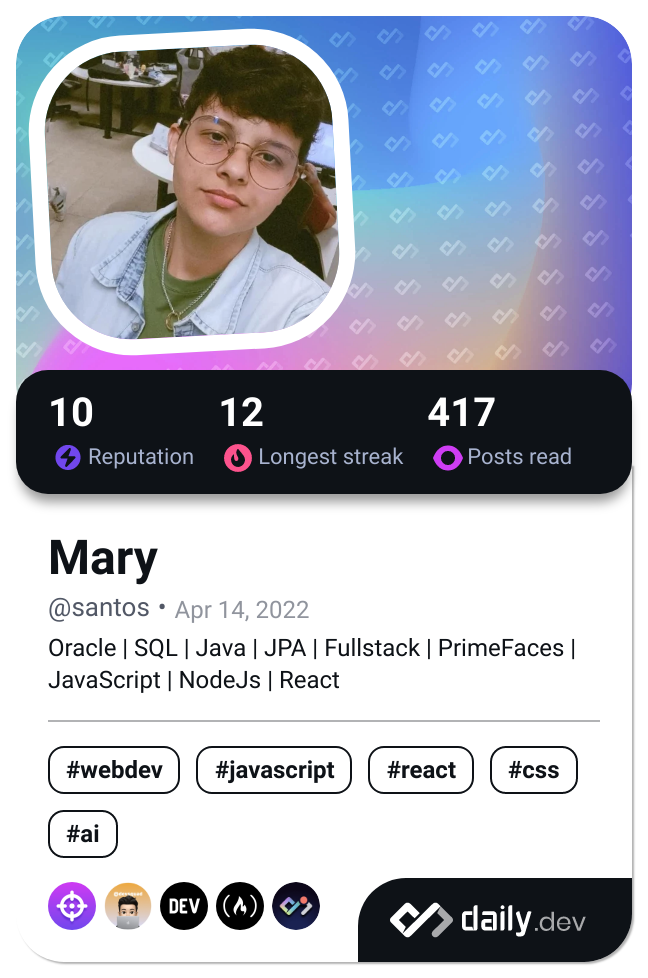 10 12 417
Reputation Longest streak Posts read
Mary
@santos • Apr 14, 2022
Oracle | SQL | Java | JPA | Fullstack | PrimeFaces |
JavaScript | NodeJs | React
#webdev #javascript #react #css
#ai
DEV
daily.dev